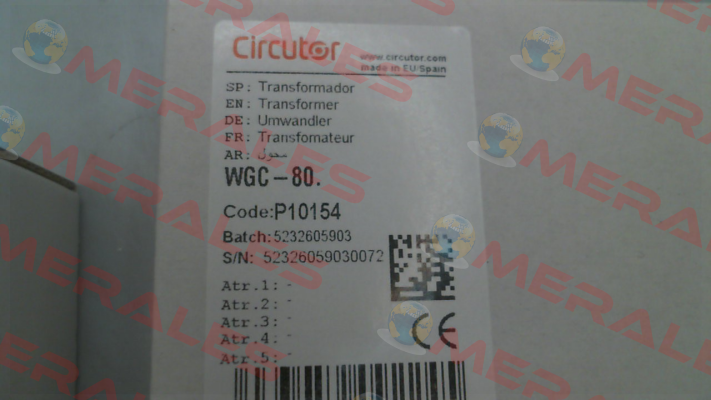 Circutor
www.circutor.com
made in EU/Spain
SP: Transformador
EN: Transformer
DE: Umwandler
FR: Transfomateur
AR: محول
WGC-80.
Code:P10154
Batch:5232605903
S/N: 52326059030072
Atr.1: -
Atr.2: -
Atr.3: -
Atr.4: -
Atr.5: -
CE
MERALES
MERALES
MERALES
MERALES
MERALES